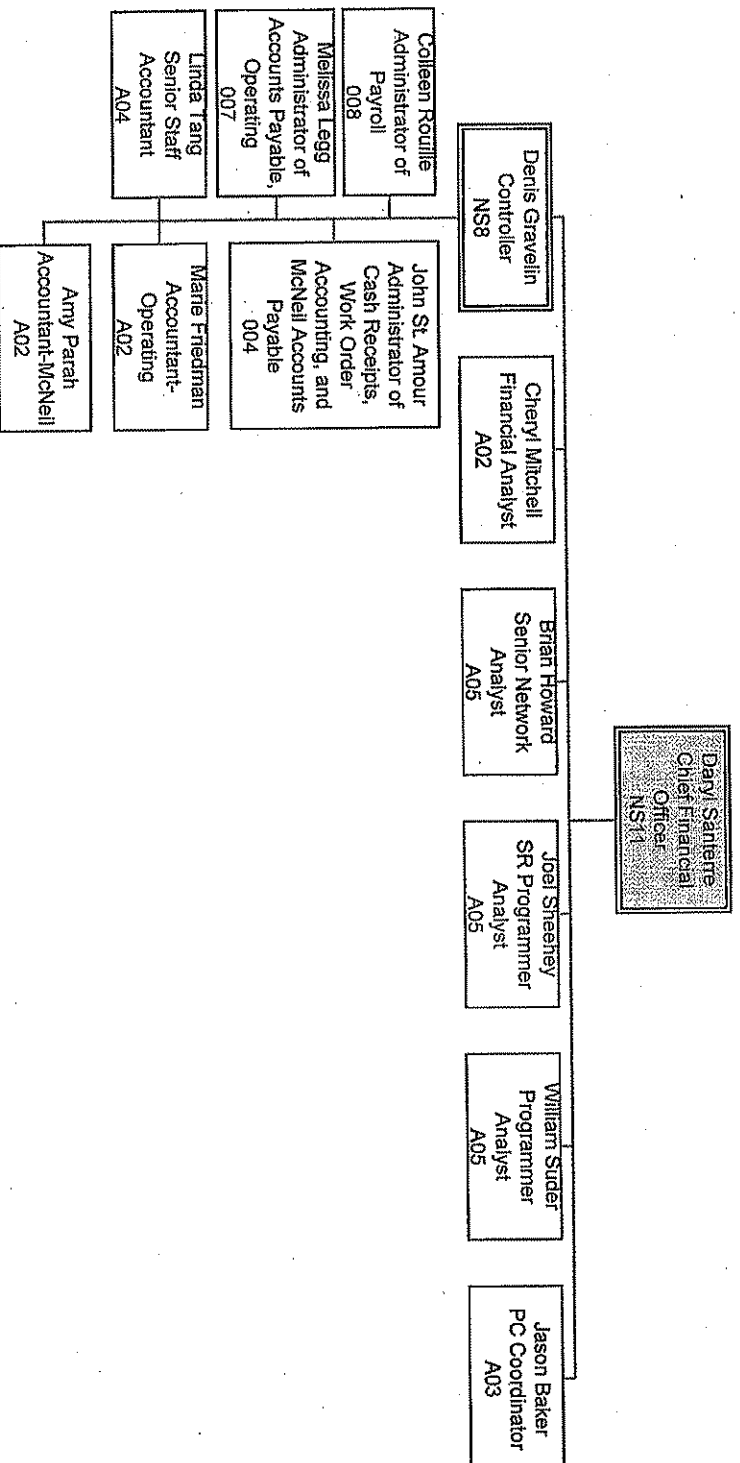 Daryl Santerre
Chief Financial
Officer
NS11
Denis Gravelin
Controller
NS8
Cheryl Mitchell
Financial Analyst
A02
Brian Howard
Senior Network
Analyst
A05
Joel Sheehey
SR Programmer
Analyst
A05
William Suder
Programmer
Analyst
A05
Jason Baker
PC Coordinator
A03
Colleen Rouille
Administrator of
Payroll
008
John St. Amour
Administrator of
Cash Receipts,
Work Order
Accounting, and
McNeil Accounts
Payable
004
Melissa Legg
Administrator of
Accounts Payable,
Operating
007
Marie Friedman
Accountant-
Operating
A02
Linda Tang
Senior Staff
Accountant
A04
Amy Parah
Accountant-McNeil
A02